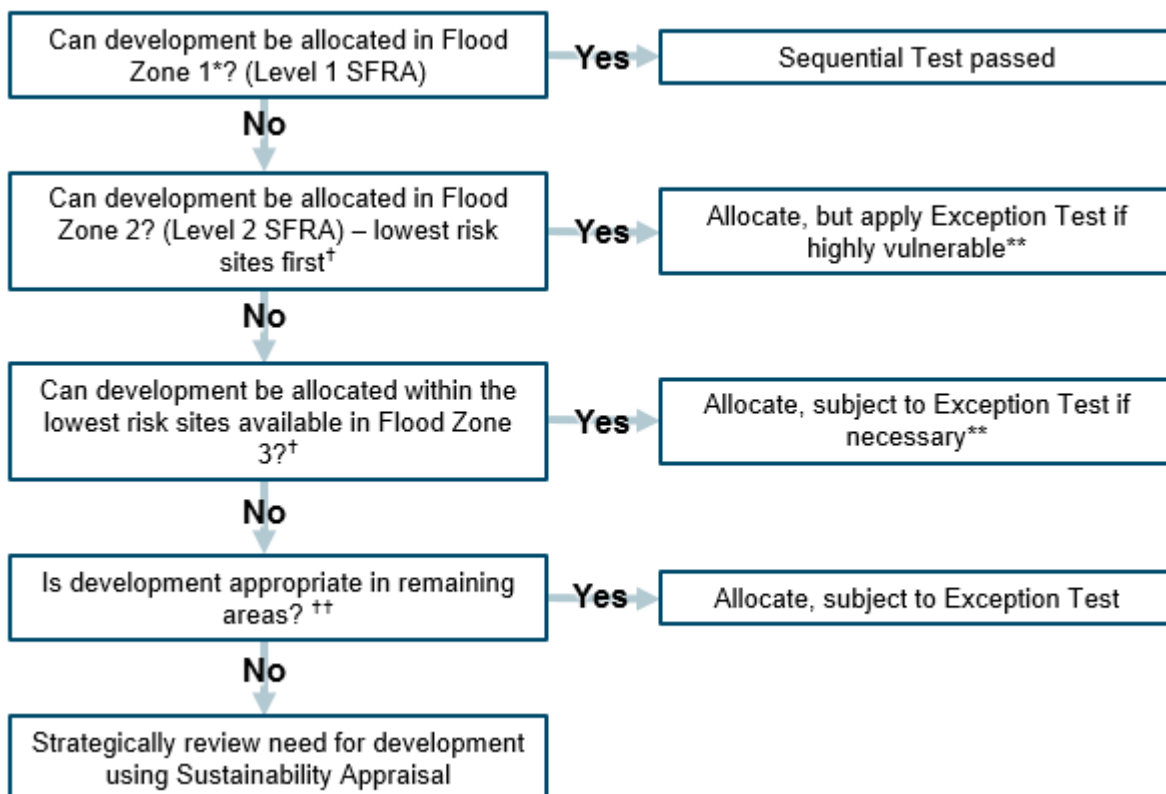 Can development be allocated in Flood
Zone 1*? (Level 1 SFRA)
Yes
Sequential Test passed
No
Can development be allocated in Flood
Zone 2? (Level 2 SFRA) – lowest risk
sites first†
Yes
Allocate, but apply Exception Test if
highly vulnerable**
No
Can development be allocated within the
lowest risk sites available in Flood Zone
3?†
Yes
Allocate, subject to Exception Test if
necessary**
No
Is development appropriate in remaining
areas? ††
Yes
Allocate, subject to Exception Test
No
Strategically review need for development
using Sustainability Appraisal